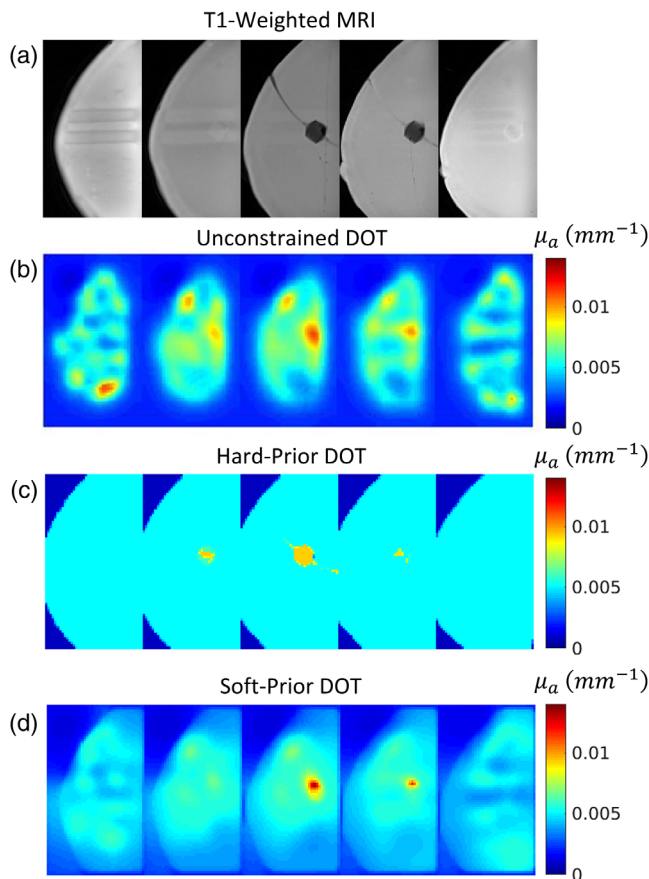 T1-Weighted MRI
(a)
Unconstrained DOT
μₐ (mm⁻¹)
(b)
0.01
0.005
0
Hard-Prior DOT
μₐ (mm⁻¹)
(c)
0.01
0.005
0
Soft-Prior DOT
μₐ (mm⁻¹)
(d)
0.01
0.005
0